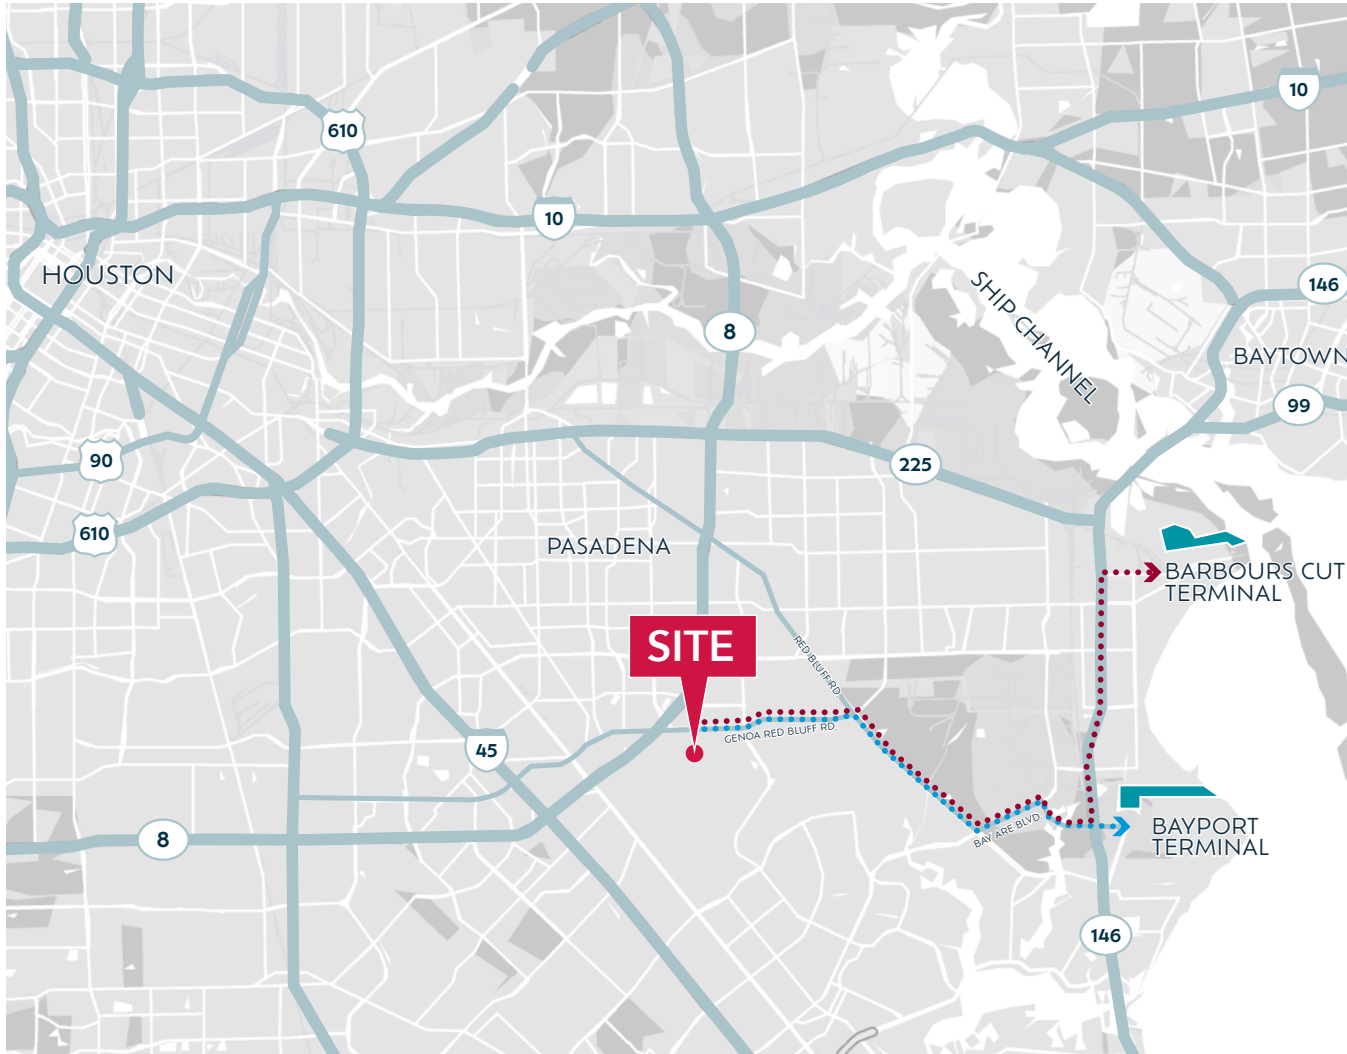 10
610
10
HOUSTON
SHIP CHANNEL
146
8
BAYTOWN
99
90
225
610
PASADENA
BARBOURS CUT
TERMINAL
SITE
RED BLUFF RD.
GENOA RED BLUFF RD.
45
BAY ARE BLVD.
BAYPORT
TERMINAL
8
146